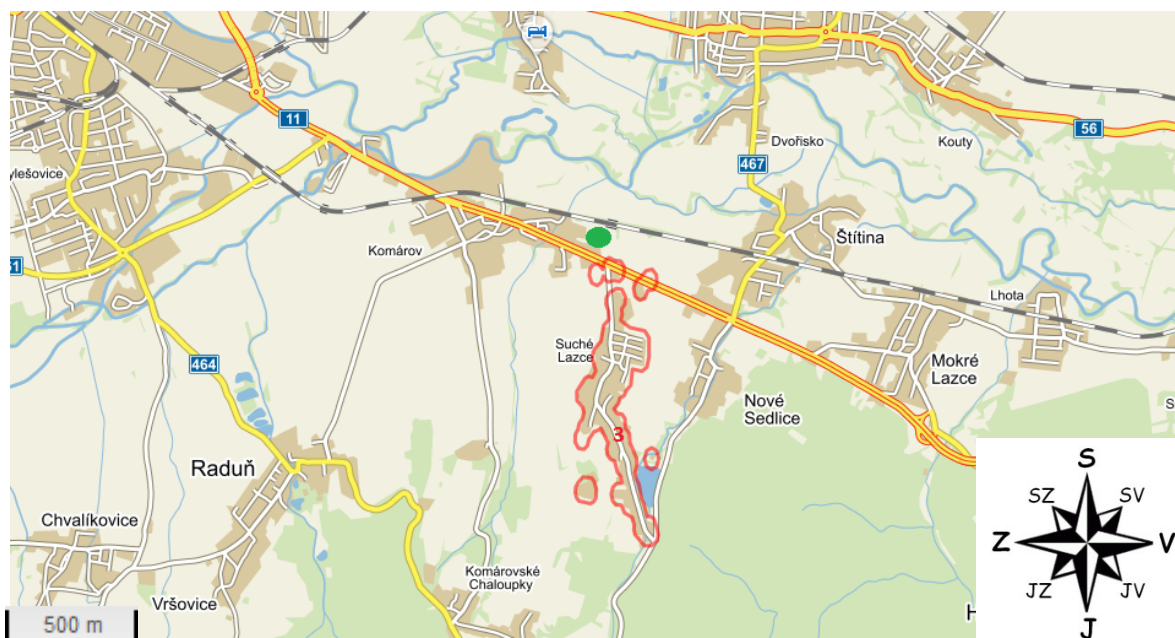 11
56
Kouty
Dvořisko
467
ylešovice
Štítina
Komárov
51
Lhota
Suché
Lazce
Mokré
Lazce
464
Nové
Sedlice
3
Raduň
Chvalíkovice
Komárovské
Chaloupky
Vršovice
500 m
S
SZ
SV
Z
V
JZ
JV
J
H
S